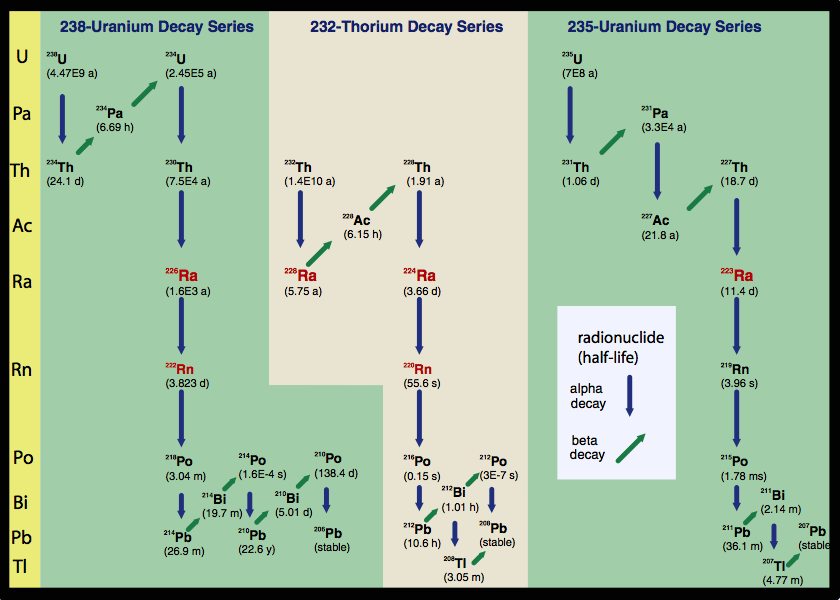 238-Uranium Decay Series 232-Thorium Decay Series 235-Uranium Decay Series
U
238U
(4.47E9 a)
234U
(2.45E5 a)
235U
(7E8 a)
Pa
234Pa
(6.69 h)
231Pa
(3.3E4 a)
Th
234Th
(24.1 d)
230Th
(7.5E4 a)
232Th
(1.4E10 a)
228Th
(1.91 a)
231Th
(1.06 d)
227Th
(18.7 d)
Ac
228Ac
(6.15 h)
227Ac
(21.8 a)
Ra
226Ra
(1.6E3 a)
228Ra
(5.75 a)
224Ra
(3.66 d)
223Ra
(11.4 d)
radionuclide
(half-life)
alpha
decay
beta
decay
Rn
222Rn
(3.823 d)
220Rn
(55.6 s)
219Rn
(3.96 s)
Po
218Po
(3.04 m)
214Po
(1.6E-4 s)
210Po
(138.4 d)
216Po
(0.15 s)
212Po
(3E-7 s)
215Po
(1.78 ms)
Bi
214Bi
(19.7 m)
210Bi
(5.01 d)
212Bi
(1.01 h)
211Bi
(2.14 m)
Pb
214Pb
(26.9 m)
210Pb
(22.6 y)
206Pb
(stable)
212Pb
(10.6 h)
208Pb
(stable)
211Pb
(36.1 m)
207Pb
(stable
Tl
208Tl
(3.05 m)
207Tl
(4.77 m)